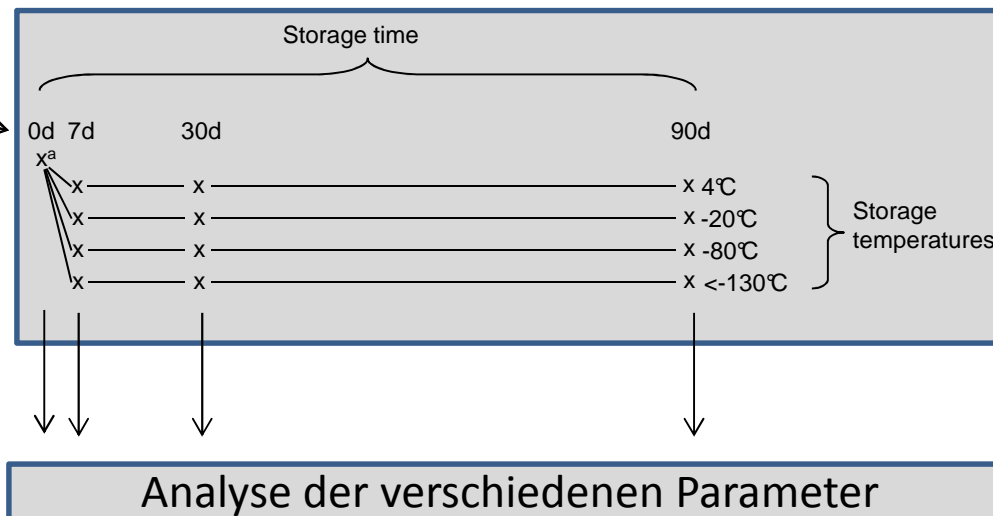 Storage time
0d 7d 30d 90d
xᵃ
x x x 4°C
x x x -20°C
x x x -80°C
x x x <-130°C
Storage
temperatures
Analyse der verschiedenen Parameter